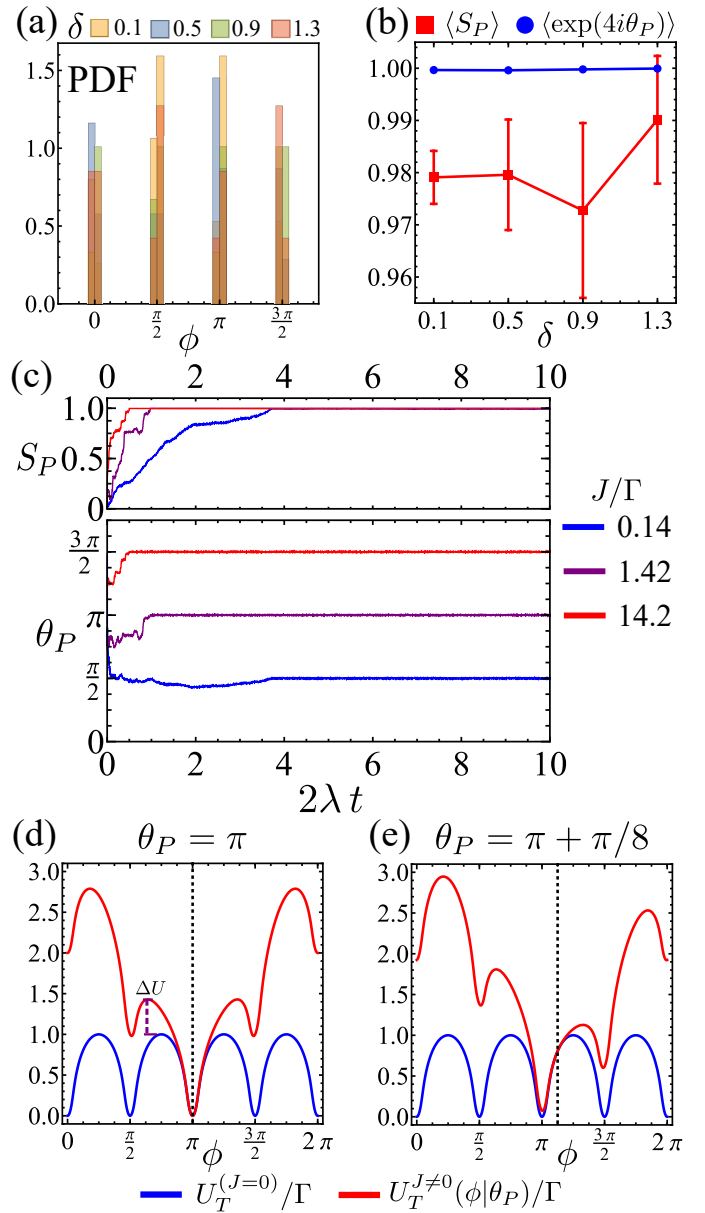 (a) δ 0.1 0.5 0.9 1.3
PDF
1.5
1.0
0.5
0.0
0 π/2 π 3π/2
ϕ
(b) ⟨S_P⟩ ⟨exp(4iθ_P)⟩
1.00
0.99
0.98
0.97
0.96
0.1 0.5 0.9 1.3
δ
(c) 0 2 4 6 8 10
1.0
S_P 0.5
0
3π/2
θ_P π
π/2
0
0 2 4 6 8 10
2λ t
J/Γ
0.14
1.42
14.2
(d) θ_P = π
3.0
2.5
2.0
1.5
1.0
0.5
0.0
ΔU
0 π/2 π ϕ 3π/2 2π
(e) θ_P = π + π/8
3.0
2.5
2.0
1.5
1.0
0.5
0.0
0 π/2 π ϕ 3π/2 2π
U_T^(J=0)/Γ U_T^J≠0(ϕ|θ_P)/Γ